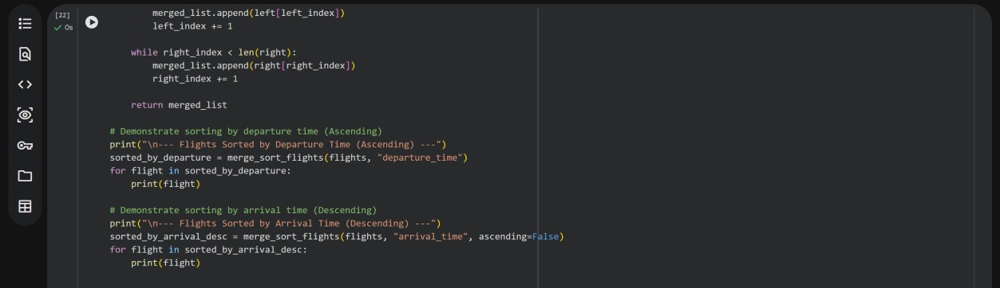 [22]
0s
        merged_list.append(left[left_index])
        left_index += 1

    while right_index < len(right):
        merged_list.append(right[right_index])
        right_index += 1

    return merged_list

# Demonstrate sorting by departure time (Ascending)
print("\n--- Flights Sorted by Departure Time (Ascending) ---")
sorted_by_departure = merge_sort_flights(flights, "departure_time")
for flight in sorted_by_departure:
    print(flight)

# Demonstrate sorting by arrival time (Descending)
print("\n--- Flights Sorted by Arrival Time (Descending) ---")
sorted_by_arrival_desc = merge_sort_flights(flights, "arrival_time", ascending=False)
for flight in sorted_by_arrival_desc:
    print(flight)